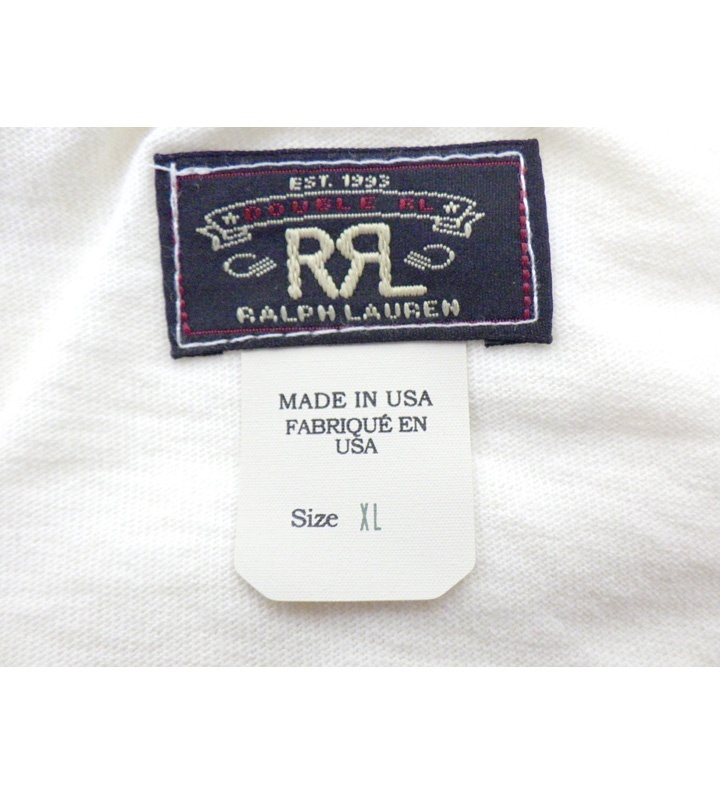 EST. 1993
DOUBLE RL
RRL
RALPH LAUREN
MADE IN USA
FABRIQUÉ EN
USA
Size XL